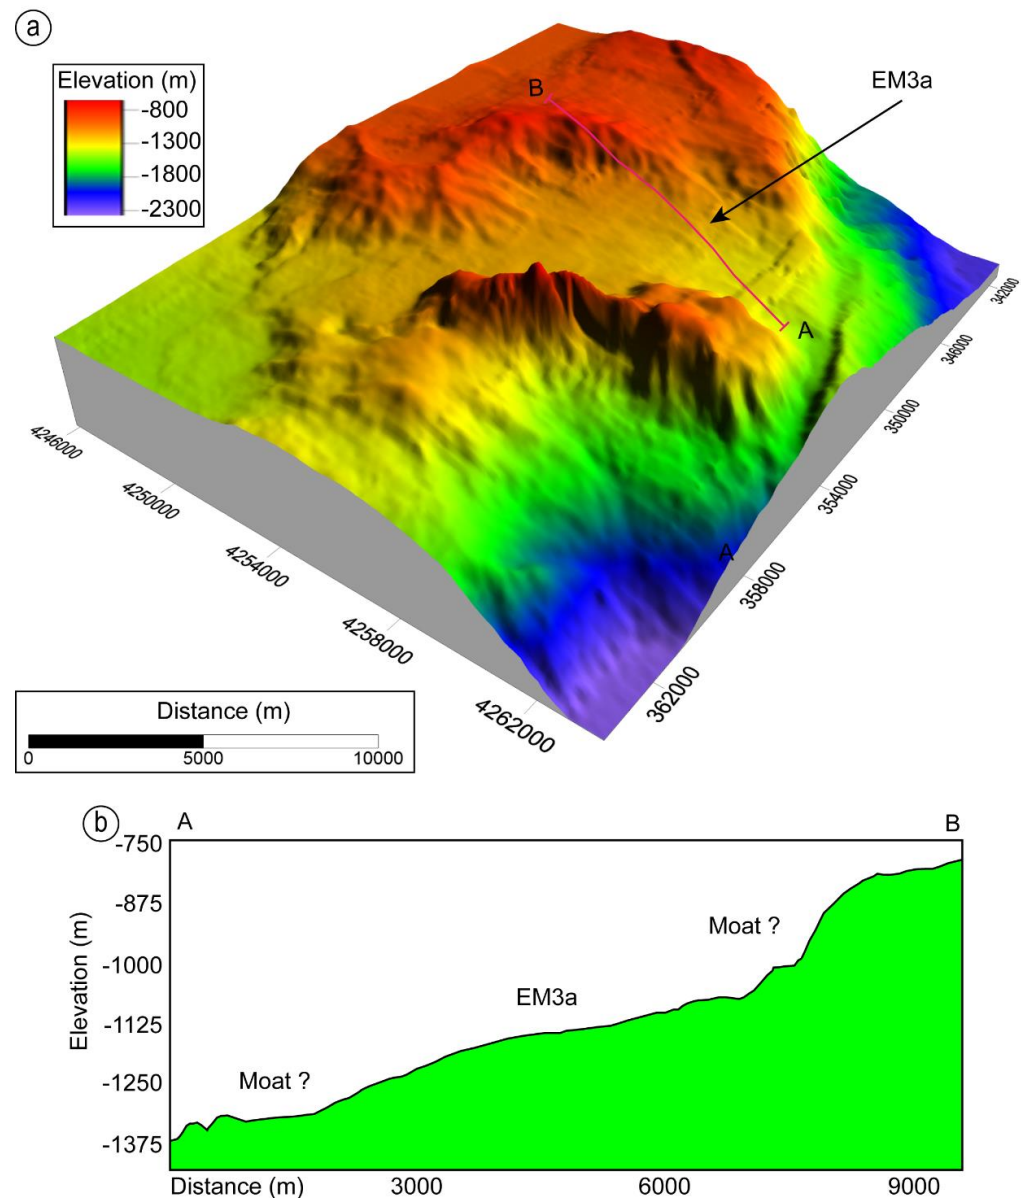 a
Elevation (m)
-800
-1300
-1800
-2300
B
EM3a
A
342000
346000
350000
354000
A
358000
362000
4246000
4250000
4254000
4258000
4262000
Distance (m)
0 5000 10000
b
A B
-750
-875
-1000
-1125
-1250
-1375
Elevation (m)
Moat ?
EM3a
Moat ?
Distance (m) 3000 6000 9000